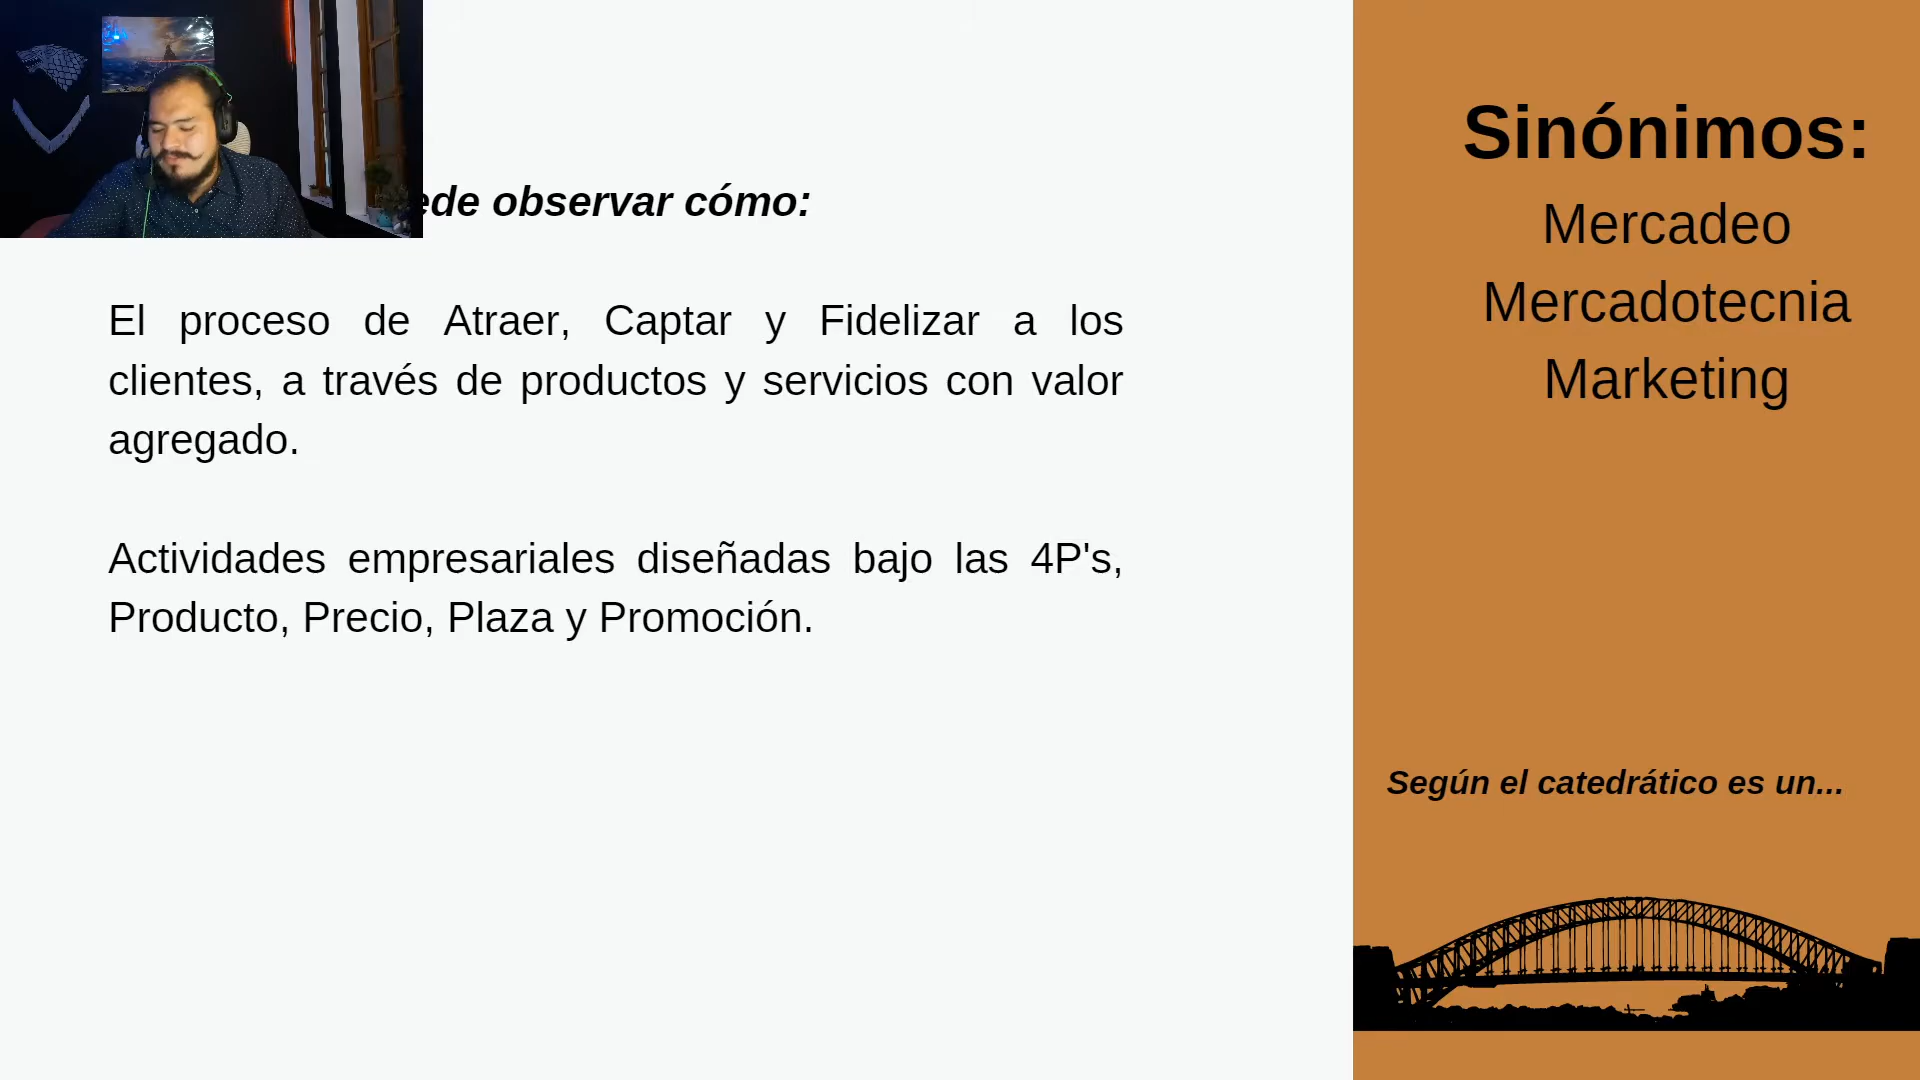 observar cómo:
El proceso de Atraer, Captar y Fidelizar a los
clientes, a través de productos y servicios con valor
agregado.
Actividades empresariales diseñadas bajo las 4P's,
Producto, Precio, Plaza y Promoción.
Sinónimos:
Mercadeo
Mercadotecnia
Marketing
Según el catedrático es un...